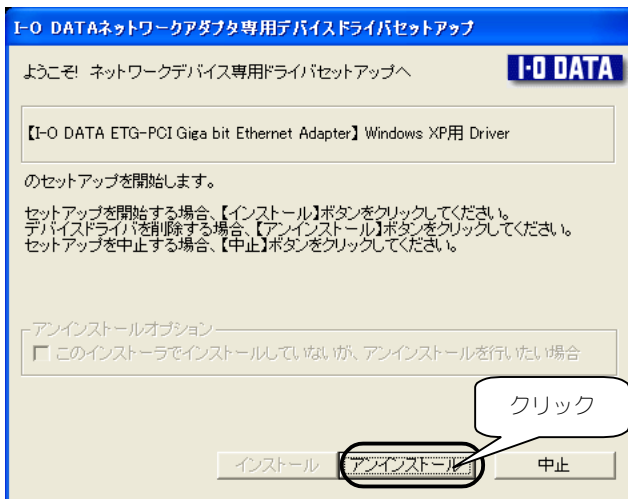 I-O DATAネットワークアダプタ専用デバイスドライバセットアップ
ようこそ! ネットワークデバイス専用ドライバセットアップへ
I-O DATA
【I-O DATA ETG-PCI Giga bit Ethernet Adapter】 Windows XP用 Driver
のセットアップを開始します。
セットアップを開始する場合、【インストール】ボタンをクリックしてください。
デバイスドライバを削除する場合、【アンインストール】ボタンをクリックしてください。
セットアップを中止する場合、【中止】ボタンをクリックしてください。
アンインストールオプション
このインストーラでインストールしていないが、アンインストールを行いたい場合
クリック
インストール
アンインストール
中止